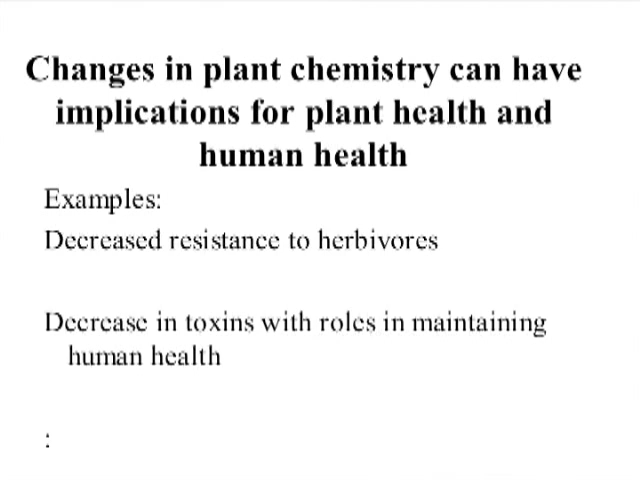 Changes in plant chemistry can have
implications for plant health and
human health
Examples:
Decreased resistance to herbivores
Decrease in toxins with roles in maintaining
human health
: